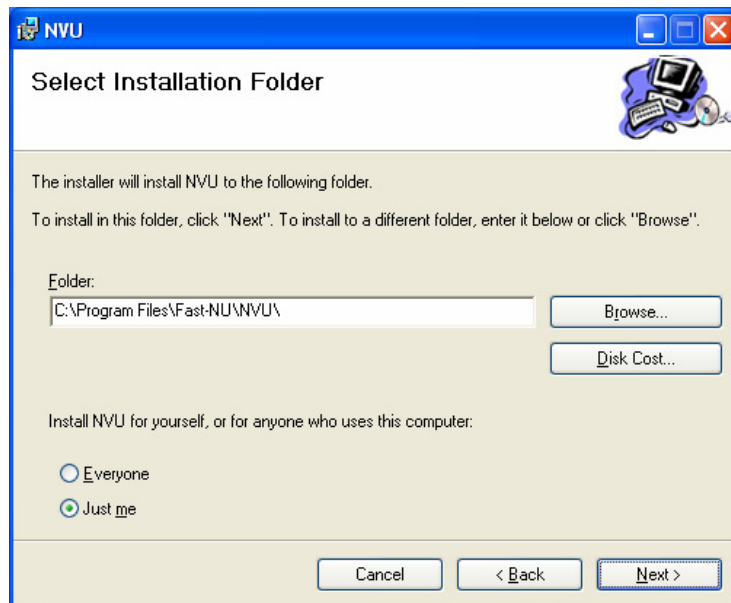 NVU
Select Installation Folder
The installer will install NVU to the following folder.
To install in this folder, click "Next". To install to a different folder, enter it below or click "Browse".
Folder:
C:\Program Files\Fast-NU\NVU\
Browse...
Disk Cost...
Install NVU for yourself, or for anyone who uses this computer:
Everyone
Just me
Cancel
< Back
Next >